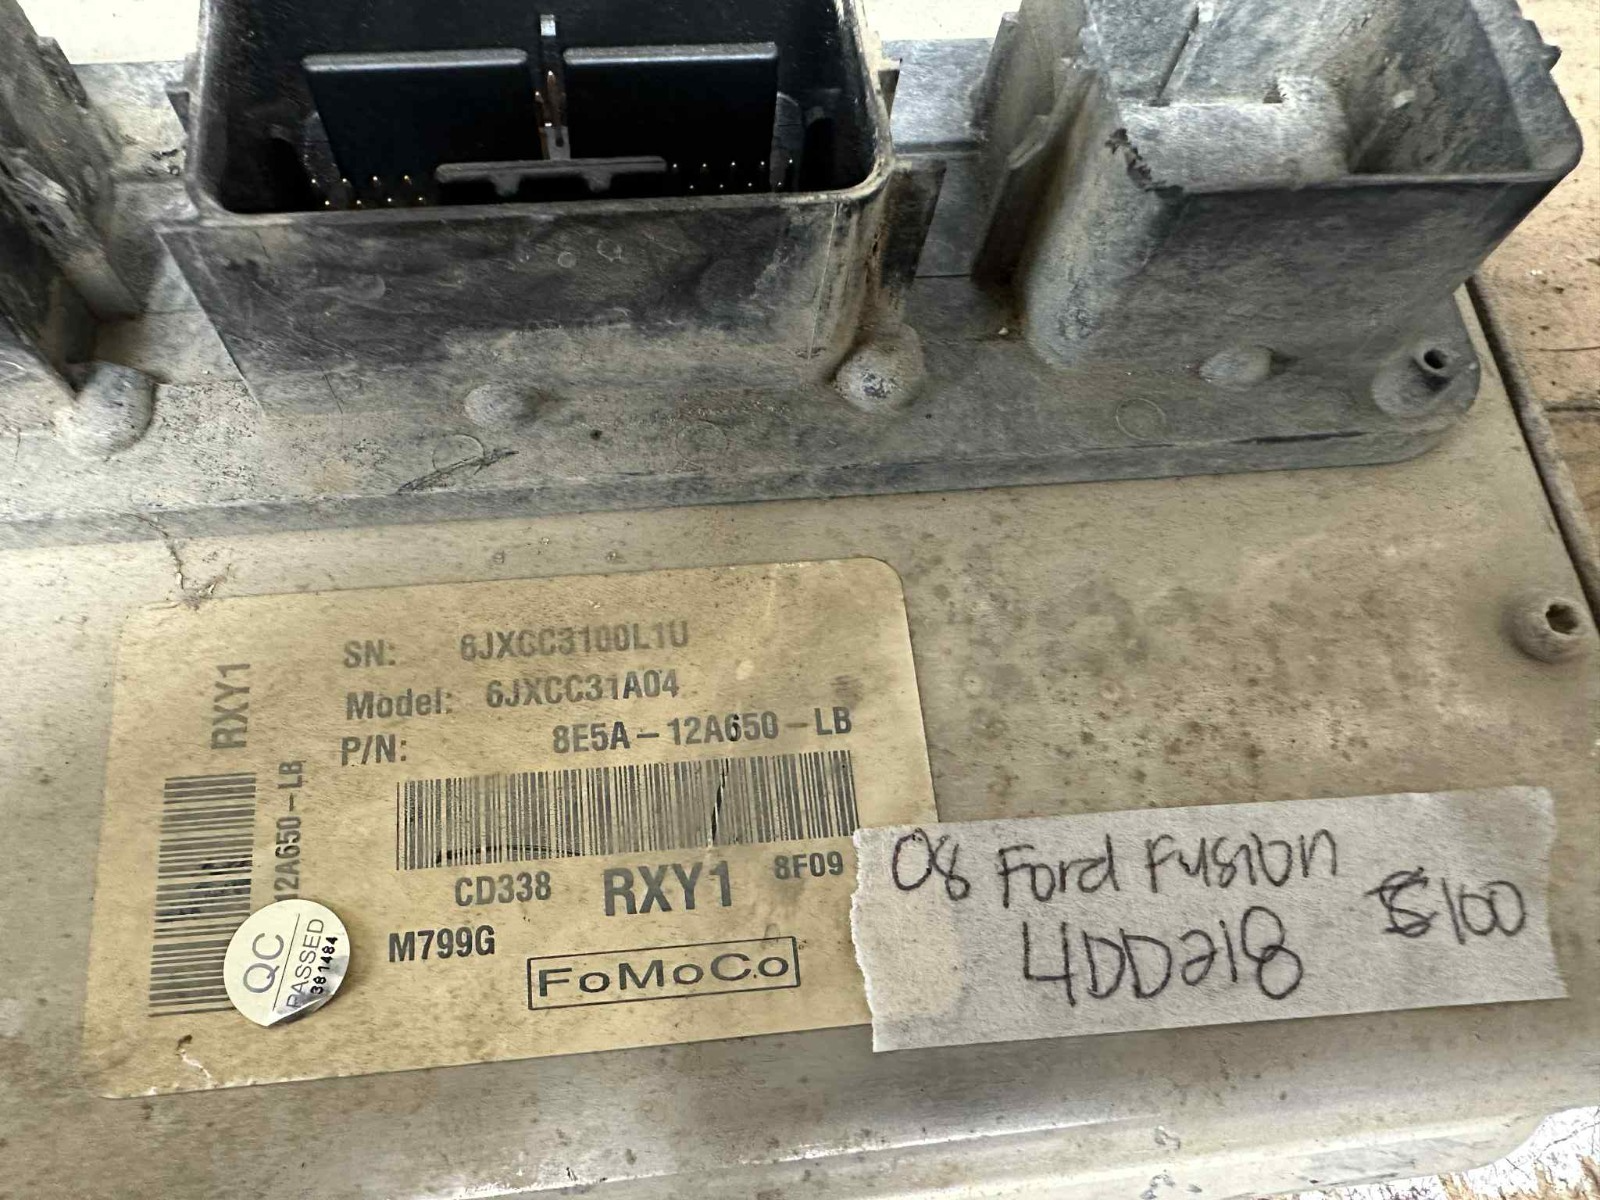 SN: 6JXCC3100L1U
Model: 6JXCC31A04
P/N: 8E5A-12A650-LB
RXY1
12A650-LB
CD338 RXY1 8F09
M799G
FoMoCo
QC
PASSED
381484
08 Ford Fusion
$100
4DD218